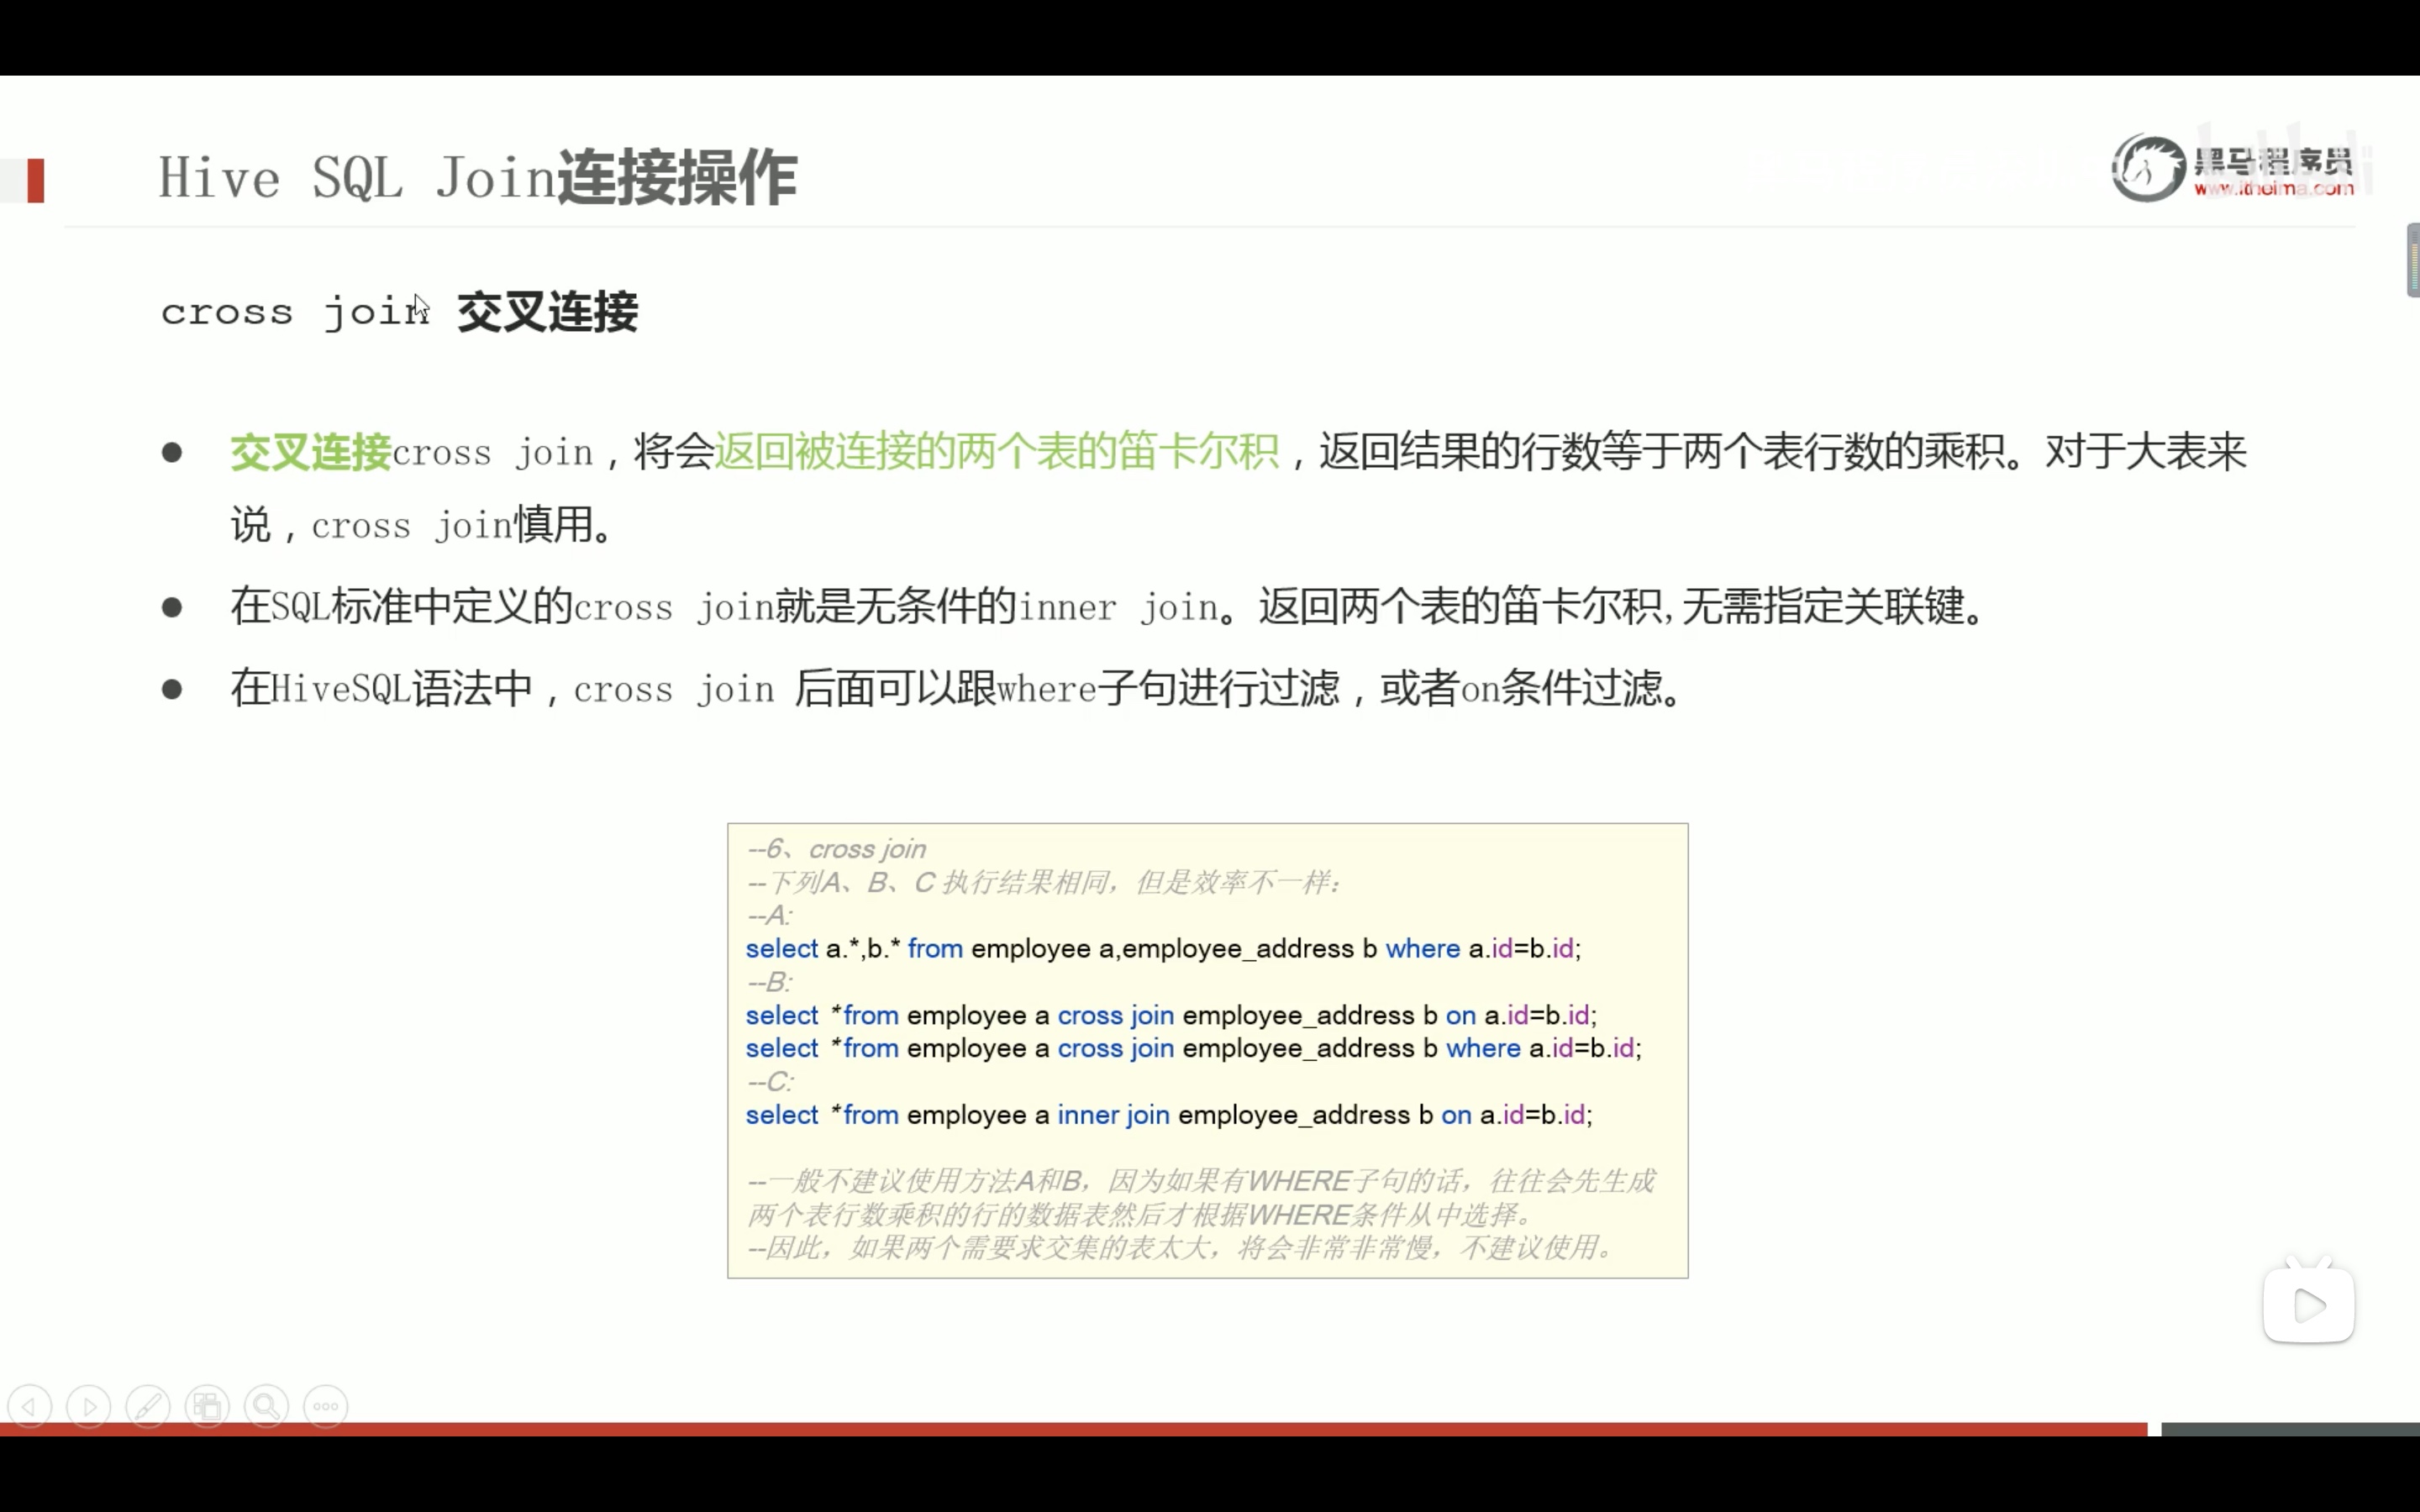 Hive SQL Join连接操作
黑马程序员
www.itheima.com
cross join 交叉连接
● 交叉连接cross join，将会返回被连接的两个表的笛卡尔积，返回结果的行数等于两个表行数的乘积。对于大表来
说，cross join慎用。
● 在SQL标准中定义的cross join就是无条件的inner join。返回两个表的笛卡尔积,无需指定关联键。
● 在HiveSQL语法中，cross join 后面可以跟where子句进行过滤，或者on条件过滤。
--6、cross join
--下列A、B、C 执行结果相同，但是效率不一样：
--A:
select a.*,b.* from employee a,employee_address b where a.id=b.id;
--B:
select *from employee a cross join employee_address b on a.id=b.id;
select *from employee a cross join employee_address b where a.id=b.id;
--C:
select *from employee a inner join employee_address b on a.id=b.id;
--一般不建议使用方法A和B，因为如果有WHERE子句的话，往往会先生成
两个表行数乘积的行的数据表然后才根据WHERE条件从中选择。
--因此，如果两个需要求交集的表太大，将会非常非常慢，不建议使用。